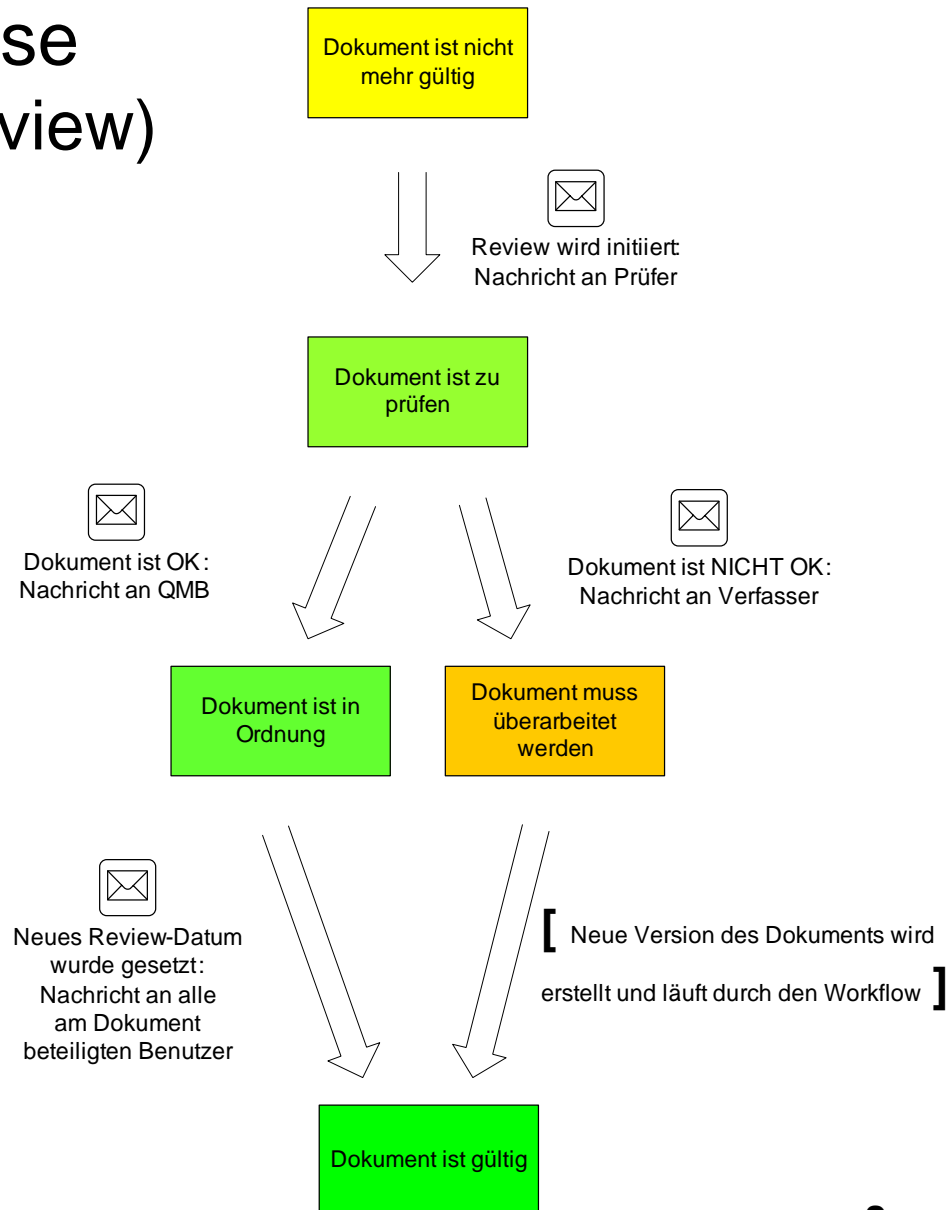 se
view)
Dokument ist nicht
mehr gültig
Review wird initiiert:
Nachricht an Prüfer
Dokument ist zu
prüfen
Dokument ist OK:
Nachricht an QMB
Dokument ist NICHT OK:
Nachricht an Verfasser
Dokument ist in
Ordnung
Dokument muss
überarbeitet
werden
Neues Review-Datum
wurde gesetzt:
Nachricht an alle
am Dokument
beteiligten Benutzer
[ Neue Version des Dokuments wird
erstellt und läuft durch den Workflow ]
Dokument ist gültig